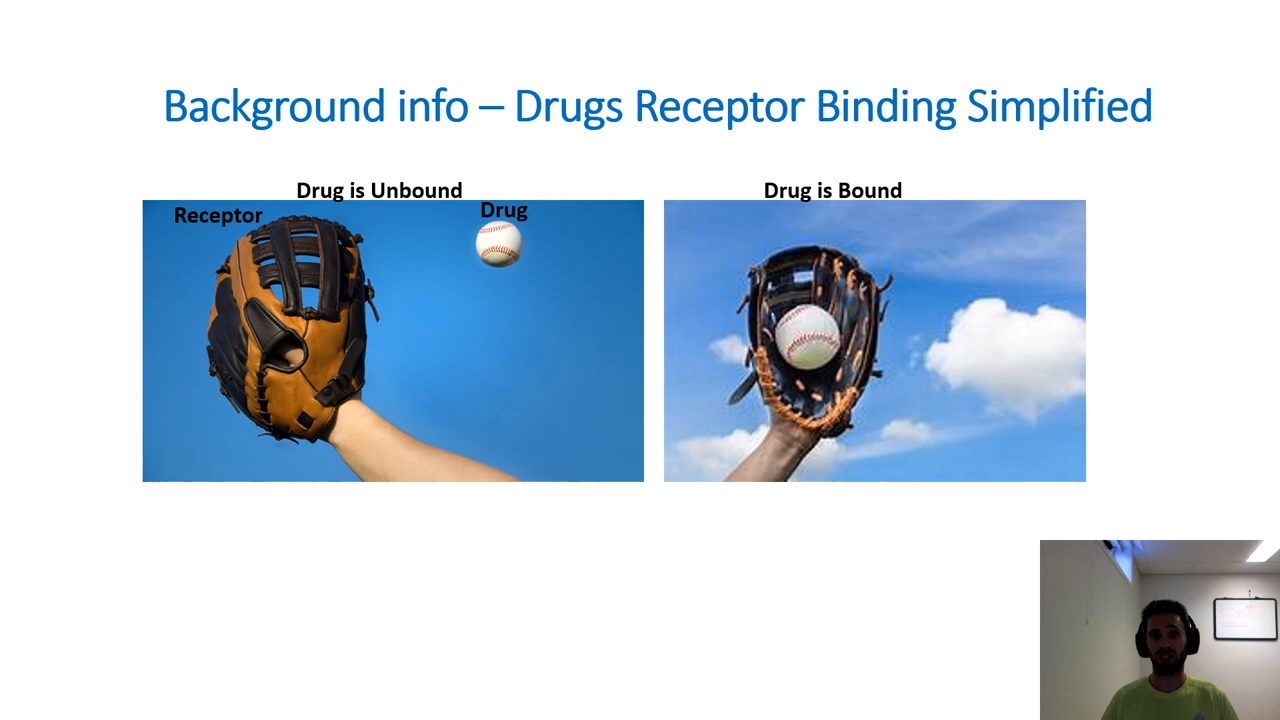 Background info – Drugs Receptor Binding Simplified
Drug is Unbound
Receptor
Drug
Drug is Bound